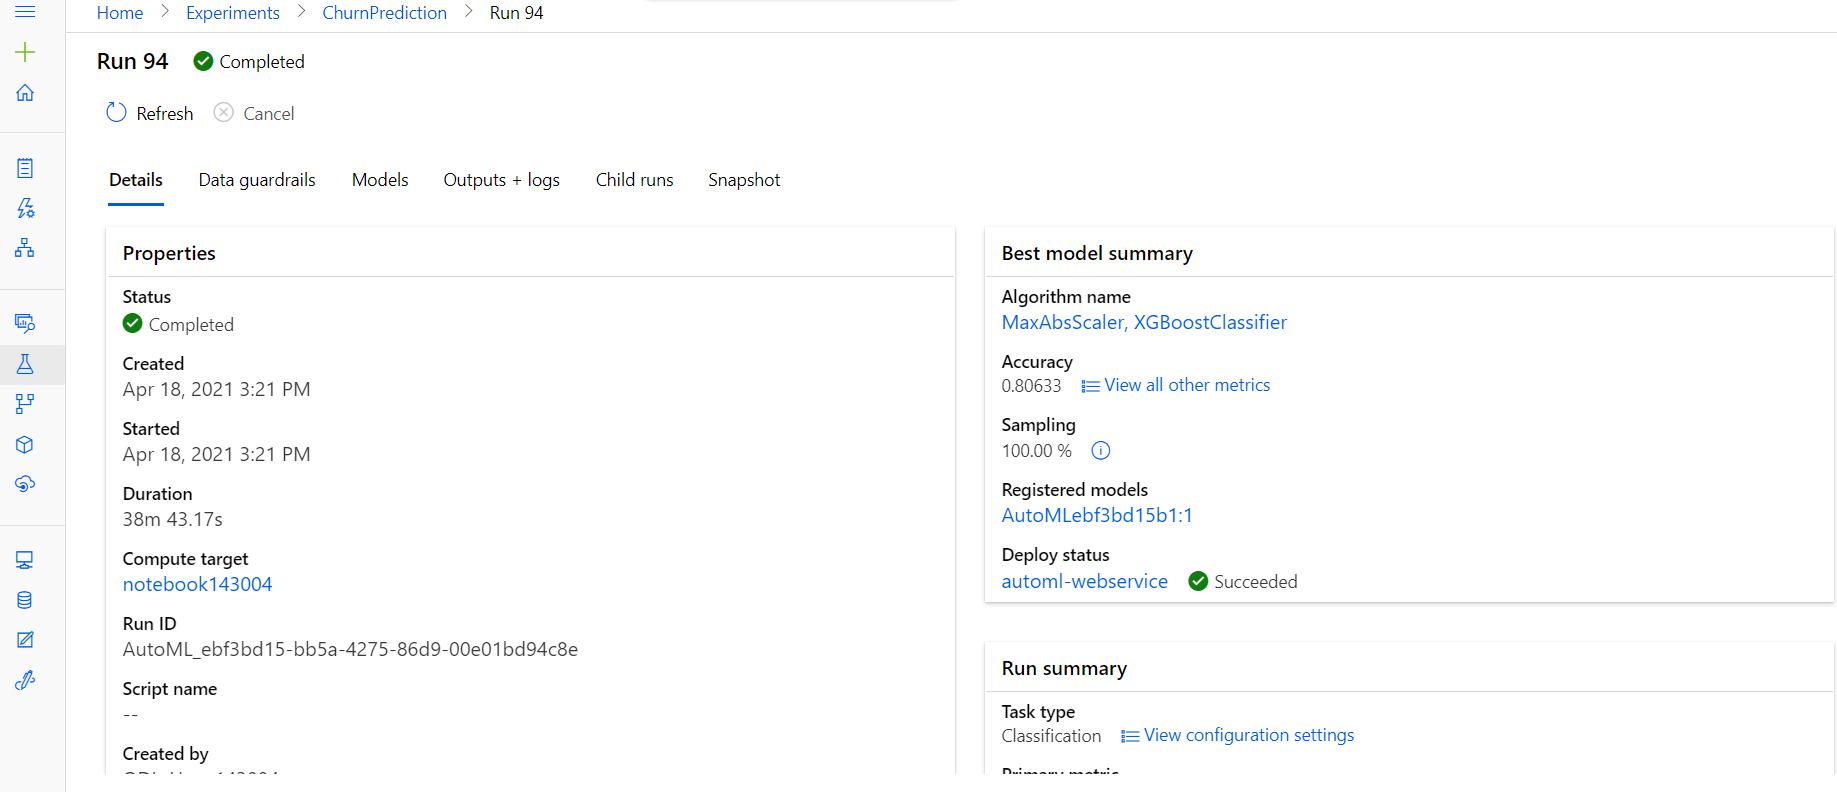 Home > Experiments > ChurnPrediction > Run 94
Run 94 Completed
Refresh Cancel
Details Data guardrails Models Outputs + logs Child runs Snapshot
Properties
Status
Completed
Created
Apr 18, 2021 3:21 PM
Started
Apr 18, 2021 3:21 PM
Duration
38m 43.17s
Compute target
notebook143004
Run ID
AutoML_ebf3bd15-bb5a-4275-86d9-00e01bd94c8e
Script name
--
Created by
Best model summary
Algorithm name
MaxAbsScaler, XGBoostClassifier
Accuracy
0.80633 View all other metrics
Sampling
100.00 %
Registered models
AutoMLebf3bd15b1:1
Deploy status
automl-webservice Succeeded
Run summary
Task type
Classification View configuration settings
Primary metric